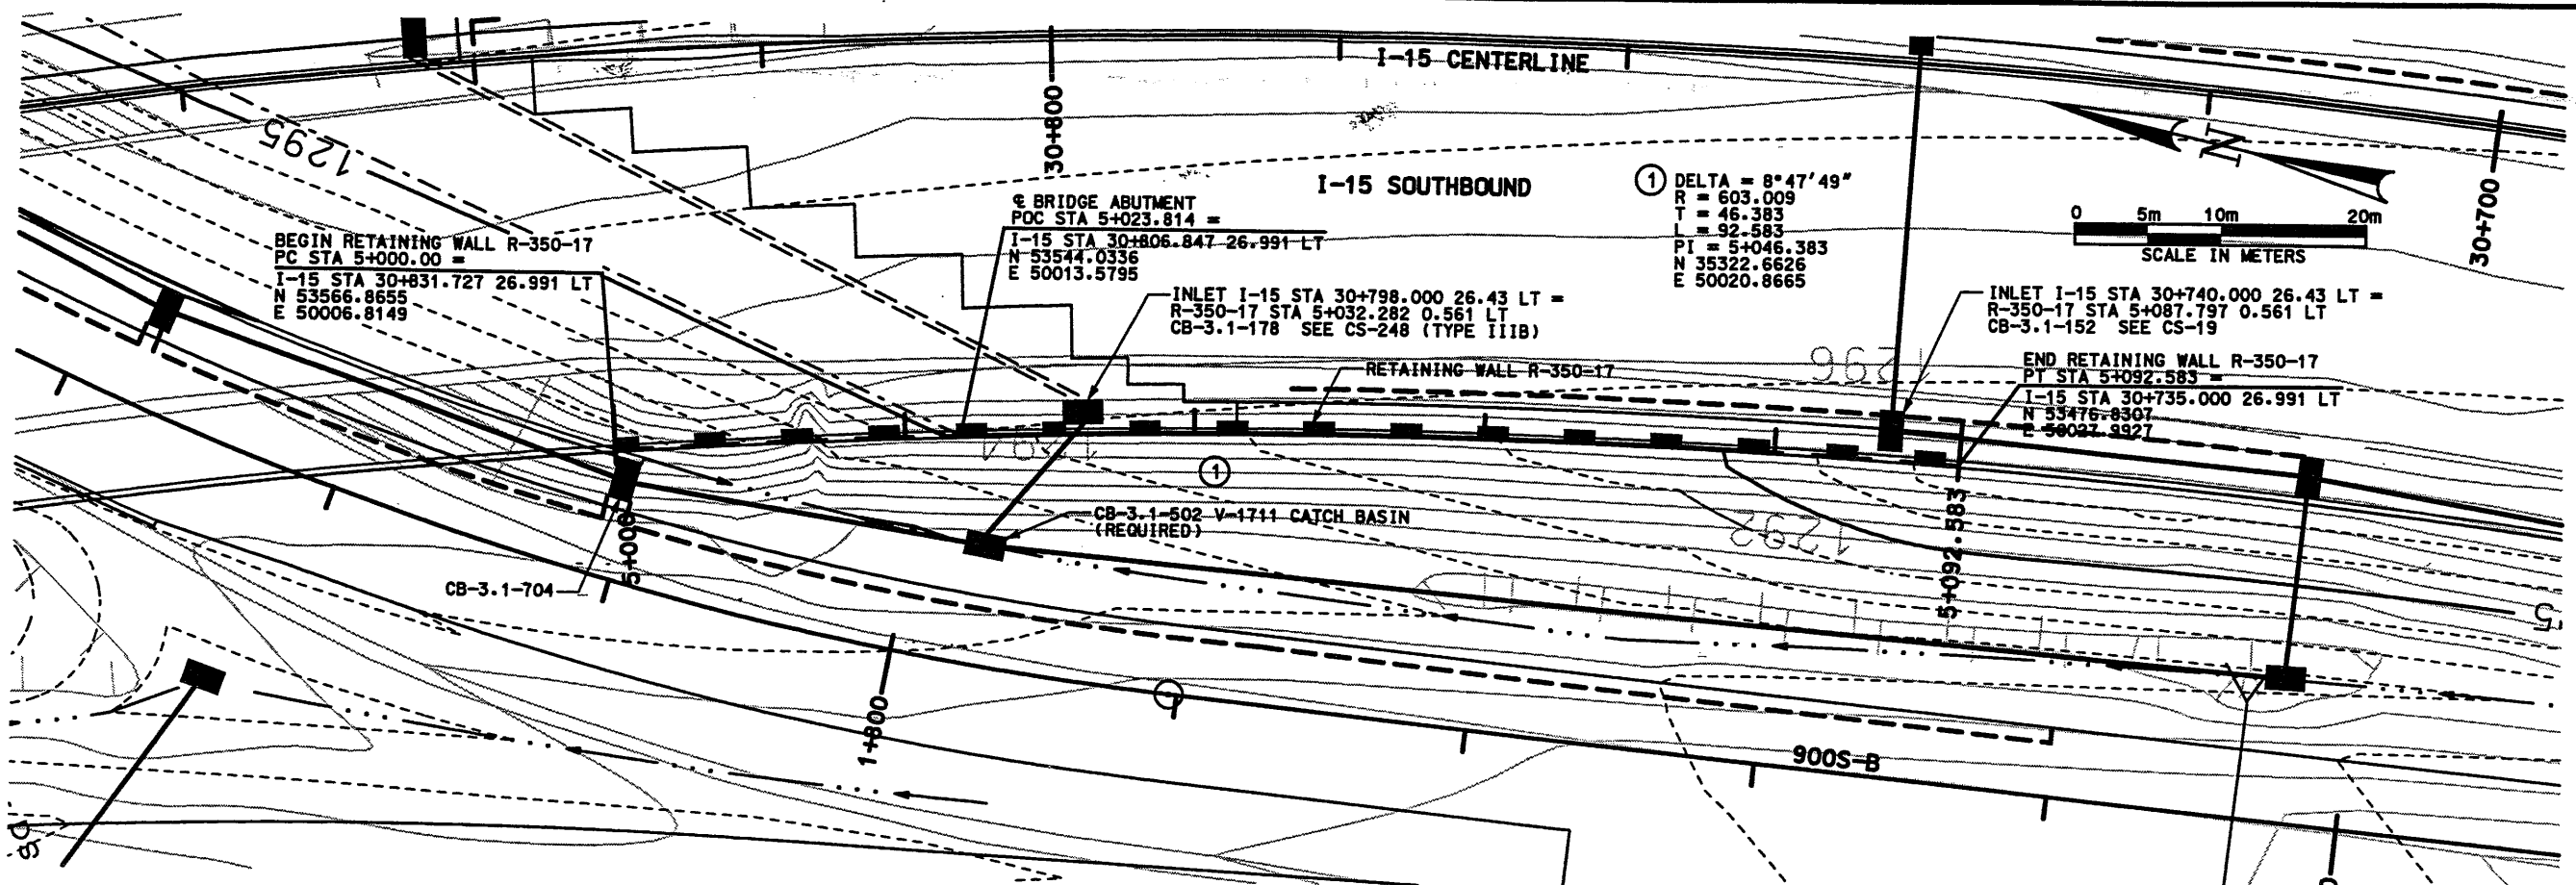 I-15 CENTERLINE
1295
30+800
I-15 SOUTHBOUND
N
30+700
0 5m 10m 20m
SCALE IN METERS
1 DELTA = 8°47'49"
R = 603.009
T = 46.383
L = 92.583
PI = 5+046.383
N 35322.6626
E 50020.8665
℄ BRIDGE ABUTMENT
POC STA 5+023.814 =
I-15 STA 30+806.847 26.991 LT
N 53544.0336
E 50013.5795
BEGIN RETAINING WALL R-350-17
PC STA 5+000.00 =
I-15 STA 30+831.727 26.991 LT
N 53566.8655
E 50006.8149
INLET I-15 STA 30+798.000 26.43 LT =
R-350-17 STA 5+032.282 0.561 LT
CB-3.1-178 SEE CS-248 (TYPE IIIB)
INLET I-15 STA 30+740.000 26.43 LT =
R-350-17 STA 5+087.797 0.561 LT
CB-3.1-152 SEE CS-19
RETAINING WALL R-350-17
1296
END RETAINING WALL R-350-17
PT STA 5+092.583 =
I-15 STA 30+735.000 26.991 LT
N 53476.8307
E 50027.9927
1294
1
CB-3.1-502 V-1711 CATCH BASIN
(REQUIRED)
1292
5+000
5+092.583
CB-3.1-704
1+800
900S-B
5